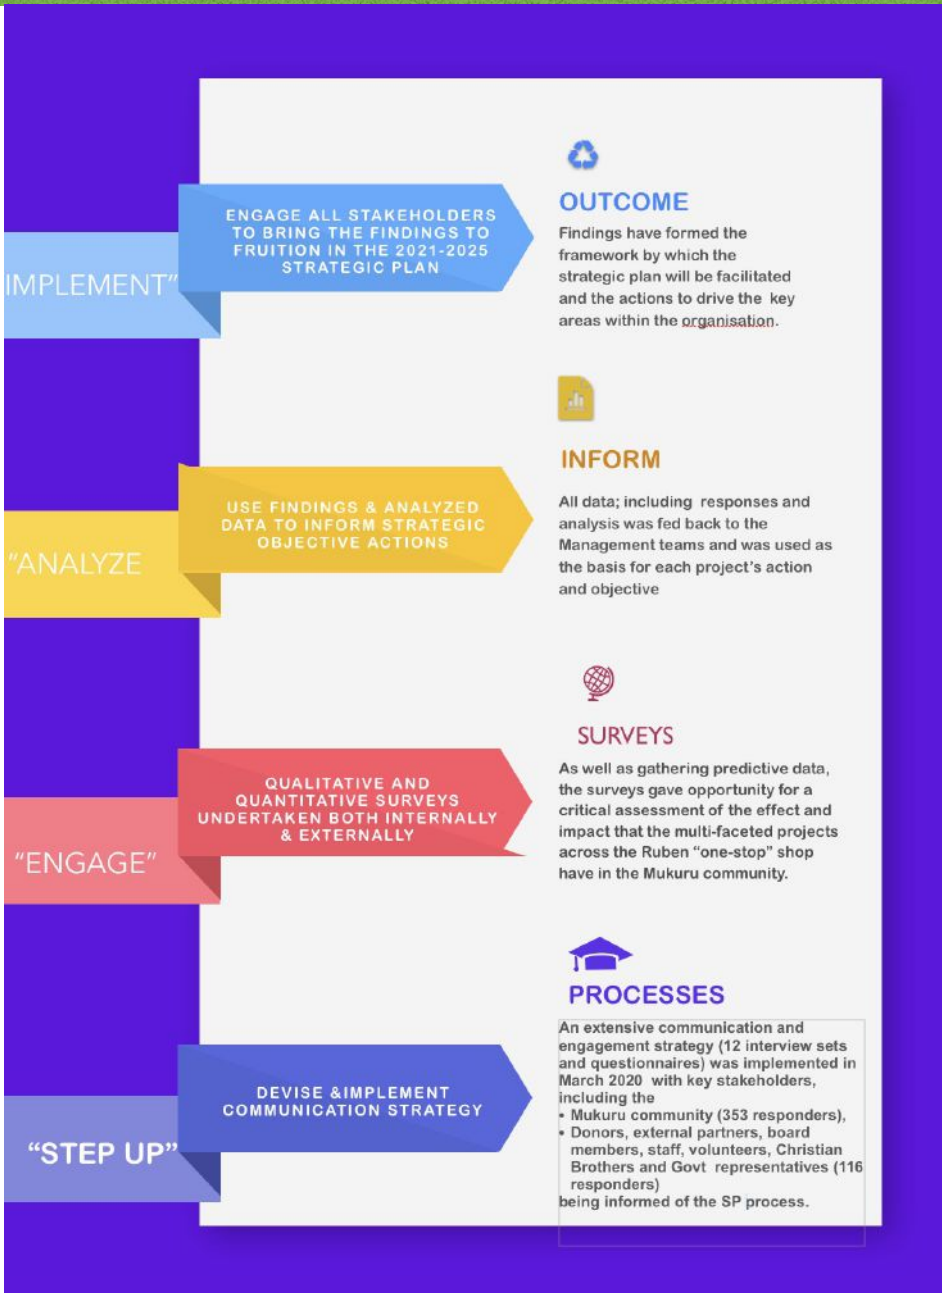 IMPLEMENT”
ENGAGE ALL STAKEHOLDERS
TO BRING THE FINDINGS TO
FRUITION IN THE 2021-2025
STRATEGIC PLAN
OUTCOME
Findings have formed the
framework by which the
strategic plan will be facilitated
and the actions to drive the key
areas within the organisation.
“ANALYZE
USE FINDINGS & ANALYZED
DATA TO INFORM STRATEGIC
OBJECTIVE ACTIONS
INFORM
All data; including responses and
analysis was fed back to the
Management teams and was used as
the basis for each project’s action
and objective
“ENGAGE”
QUALITATIVE AND
QUANTITATIVE SURVEYS
UNDERTAKEN BOTH INTERNALLY
& EXTERNALLY
SURVEYS
As well as gathering predictive data,
the surveys gave opportunity for a
critical assessment of the effect and
impact that the multi-faceted projects
across the Ruben “one-stop” shop
have in the Mukuru community.
“STEP UP”
DEVISE &IMPLEMENT
COMMUNICATION STRATEGY
PROCESSES
An extensive communication and
engagement strategy (12 interview sets
and questionnaires) was implemented in
March 2020 with key stakeholders,
including the
• Mukuru community (353 responders),
• Donors, external partners, board
members, staff, volunteers, Christian
Brothers and Govt representatives (116
responders)
being informed of the SP process.